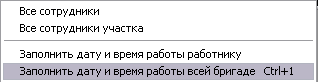 Все сотрудники
Все сотрудники участка
Заполнить дату и время работы работнику
Заполнить дату и время работы всей бригаде Ctrl+1